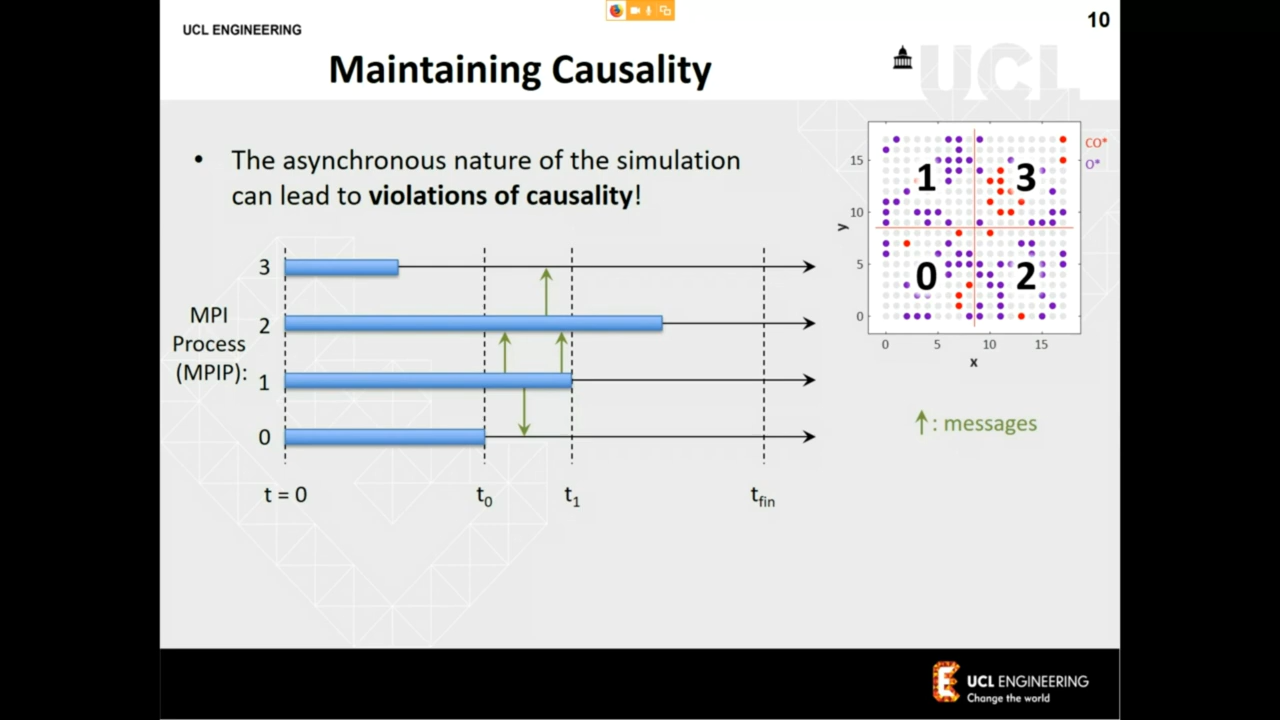 10
UCL ENGINEERING
Maintaining Causality
UCL
• The asynchronous nature of the simulation
can lead to violations of causality!
3
MPI
2
Process
(MPIP):
1
0
t = 0
t0
t1
tfin
15
10
5
0
y
0
5
10
15
x
1
3
0
2
CO*
O*
↑: messages
UCL ENGINEERING
Change the world